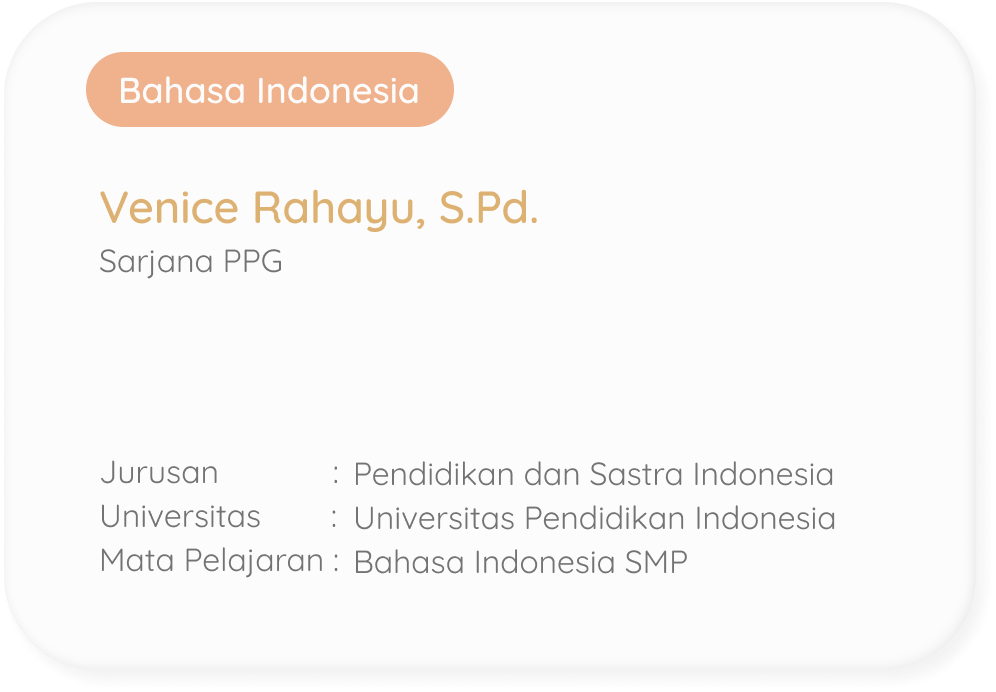 Bahasa Indonesia
Venice Rahayu, S.Pd.
Sarjana PPG
Jurusan : Pendidikan dan Sastra Indonesia
Universitas : Universitas Pendidikan Indonesia
Mata Pelajaran : Bahasa Indonesia SMP